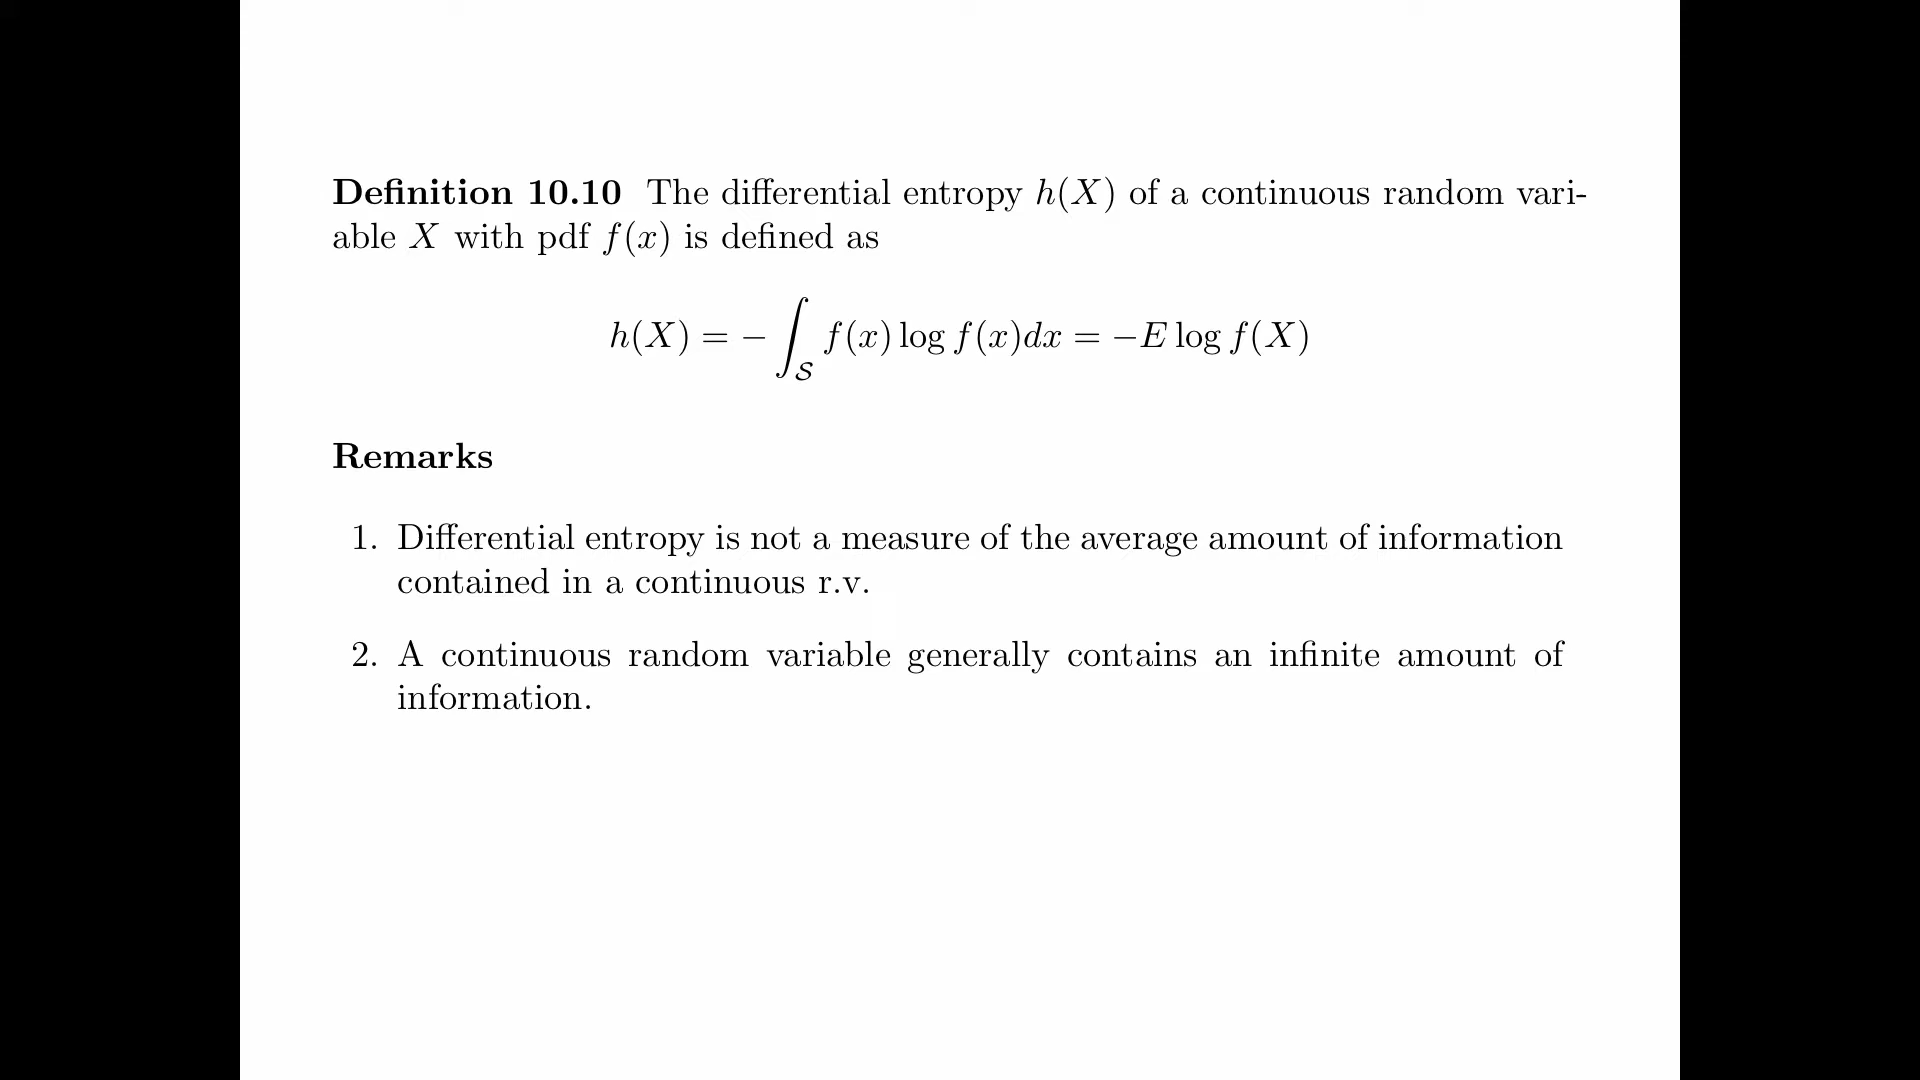 Definition 10.10 The differential entropy h(X) of a continuous random vari-
able X with pdf f(x) is defined as
h(X) = − ∫_𝒮 f(x) log f(x)dx = −E log f(X)
Remarks
1. Differential entropy is not a measure of the average amount of information
contained in a continuous r.v.
2. A continuous random variable generally contains an infinite amount of
information.